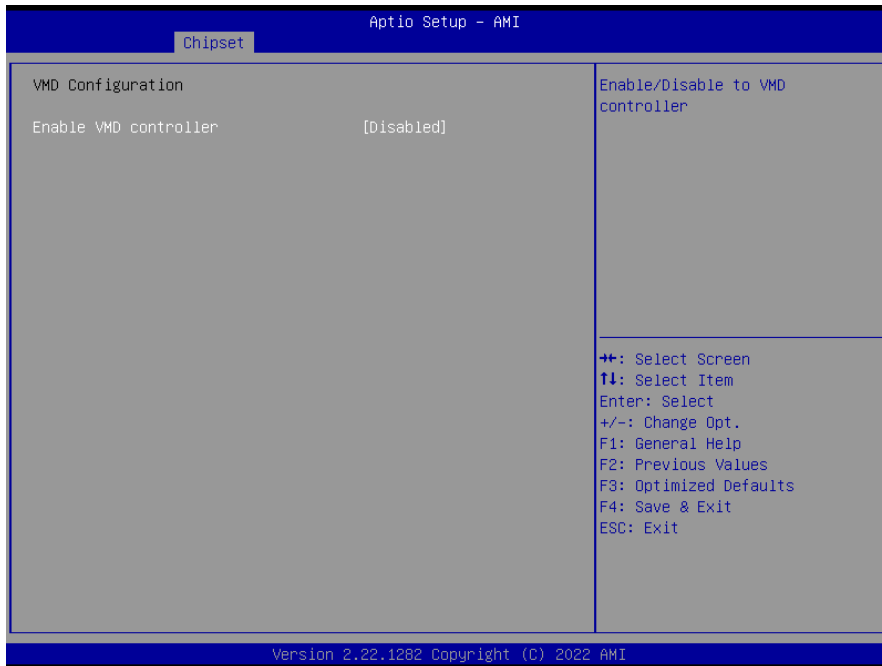 Aptio Setup - AMI
Chipset
VMD Configuration
Enable VMD controller [Disabled]
Enable/Disable to VMD
controller
→←: Select Screen
↑↓: Select Item
Enter: Select
+/-: Change Opt.
F1: General Help
F2: Previous Values
F3: Optimized Defaults
F4: Save & Exit
ESC: Exit
Version 2.22.1282 Copyright (C) 2022 AMI